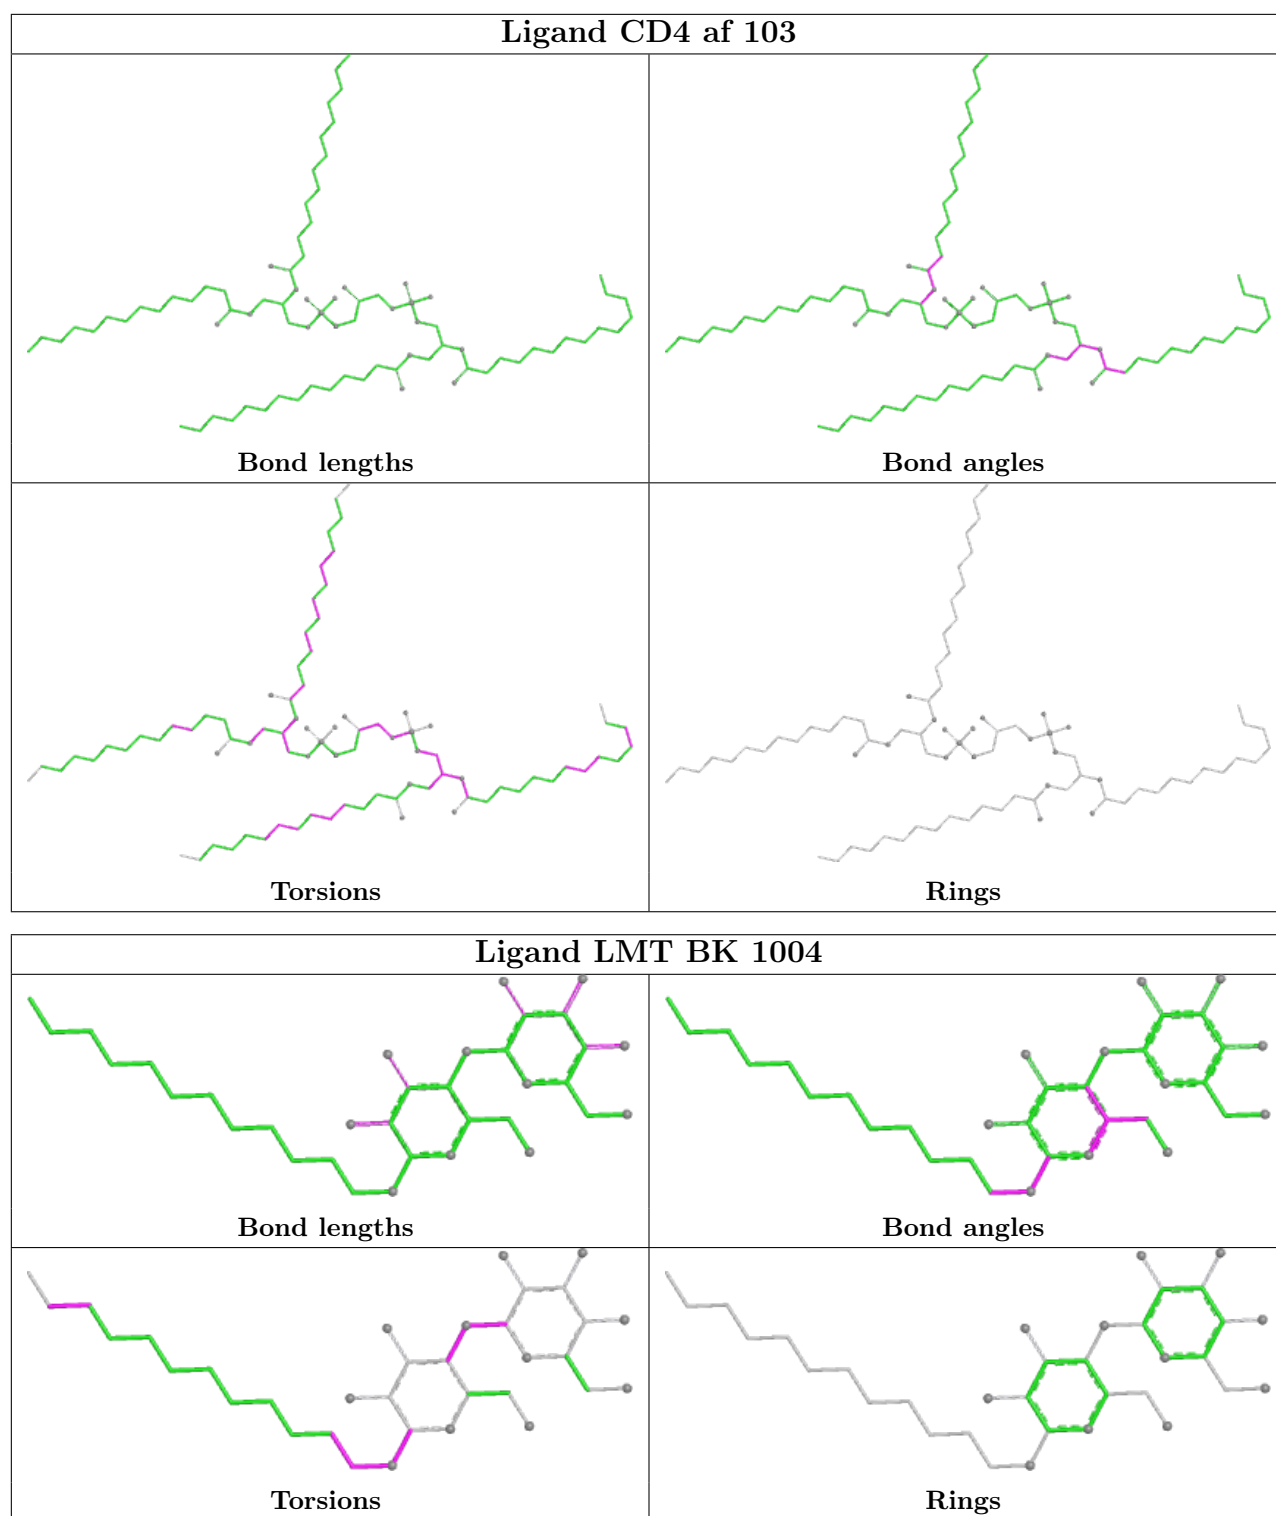 Ligand CD4 af 103
Bond lengths
Bond angles
Torsions
Rings
Ligand LMT BK 1004
Bond lengths
Bond angles
Torsions
Rings